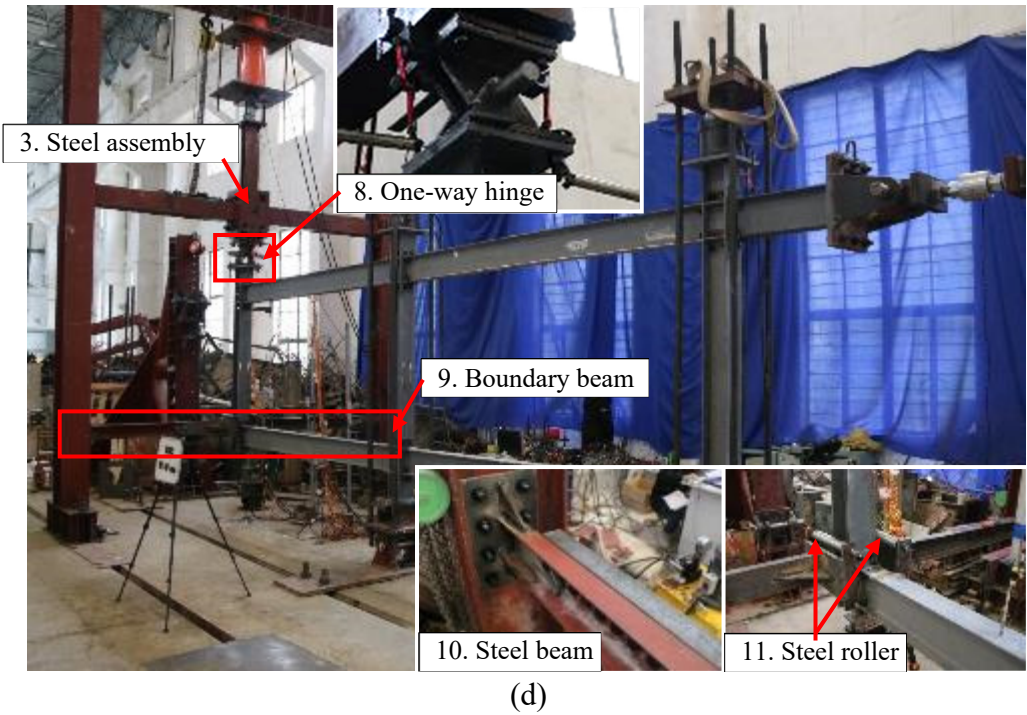 3. Steel assembly
8. One-way hinge
9. Boundary beam
10. Steel beam
11. Steel roller
(d)